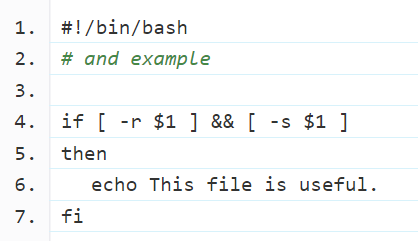 1. #!/bin/bash
2. # and example
3.
4. if [ -r $1 ] && [ -s $1 ]
5. then
6. echo This file is useful.
7. fi